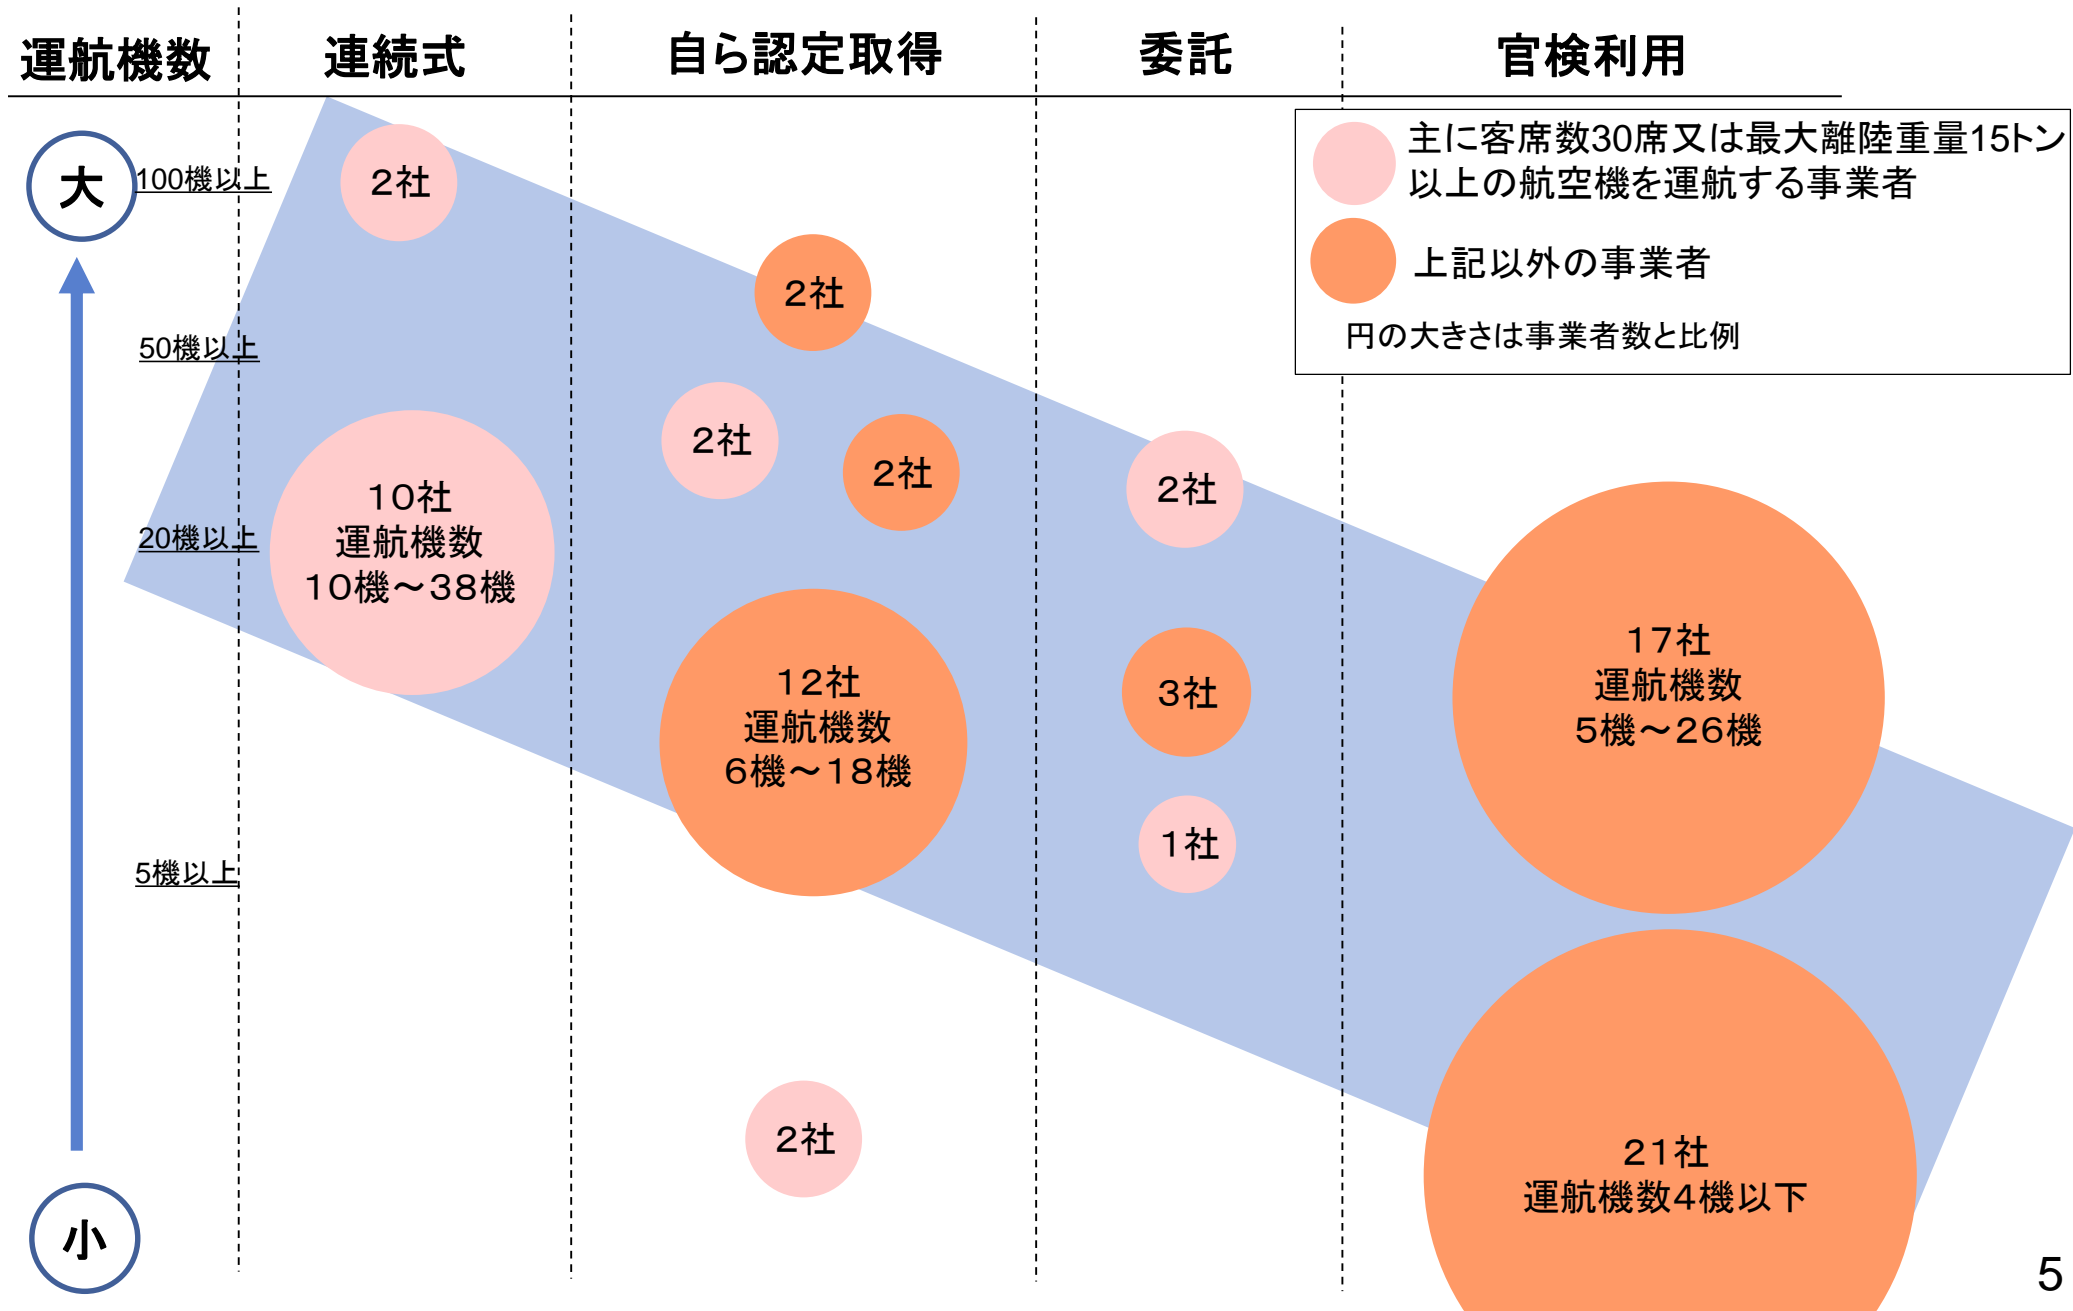 運航機数
連続式
自ら認定取得
委託
官検利用
主に客席数30席又は最大離陸重量15トン
以上の航空機を運航する事業者
上記以外の事業者
円の大きさは事業者数と比例
大
100機以上
50機以上
20機以上
5機以上
小
2社
10社
運航機数
10機～38機
2社
2社
2社
12社
運航機数
6機～18機
2社
2社
3社
1社
17社
運航機数
5機～26機
21社
運航機数4機以下
5